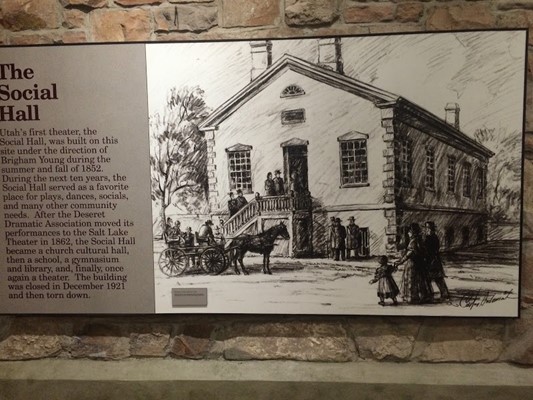 The
Social
Hall
Utah's first theater, the
Social Hall, was built on this
site under the direction of
Brigham Young during the
summer and fall of 1852.
During the next ten years, the
Social Hall served as a favorite
place for plays, dances, socials,
and many other community
needs. After the Deseret
Dramatic Association moved its
performances to the Salt Lake
Theater in 1862, the Social Hall
became a church cultural hall,
then a school, a gymnasium
and library, and, finally, once
again a theater. The building
was closed in December 1921
and then torn down.